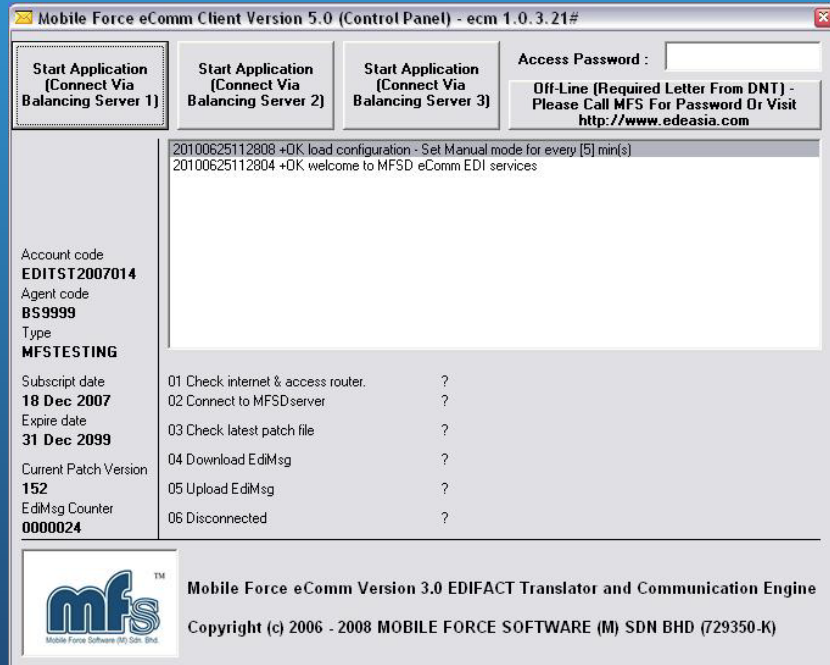 Mobile Force eComm Client Version 5.0 (Control Panel) - ecm 1.0.3.21#
Start Application
(Connect Via
Balancing Server 1)
Start Application
(Connect Via
Balancing Server 2)
Start Application
(Connect Via
Balancing Server 3)
Access Password :
Off-Line (Required Letter From DNT) -
Please Call MFS For Password Or Visit
http://www.edeasia.com
20100625112808 +OK load configuration - Set Manual mode for every [5] min(s)
20100625112804 +OK welcome to MFSD eComm EDI services
Account code
EDITST2007014
Agent code
BS9999
Type
MFSTESTING
Subscript date
18 Dec 2007
Expire date
31 Dec 2099
Current Patch Version
152
EdiMsg Counter
0000024
01 Check internet & access router. ?
02 Connect to MFSDserver ?
03 Check latest patch file ?
04 Download EdiMsg ?
05 Upload EdiMsg ?
06 Disconnected ?
mfs TM
Mobile Force Software (M) Sdn. Bhd.
Mobile Force eComm Version 3.0 EDIFACT Translator and Communication Engine
Copyright (c) 2006 - 2008 MOBILE FORCE SOFTWARE (M) SDN BHD (729350-K)